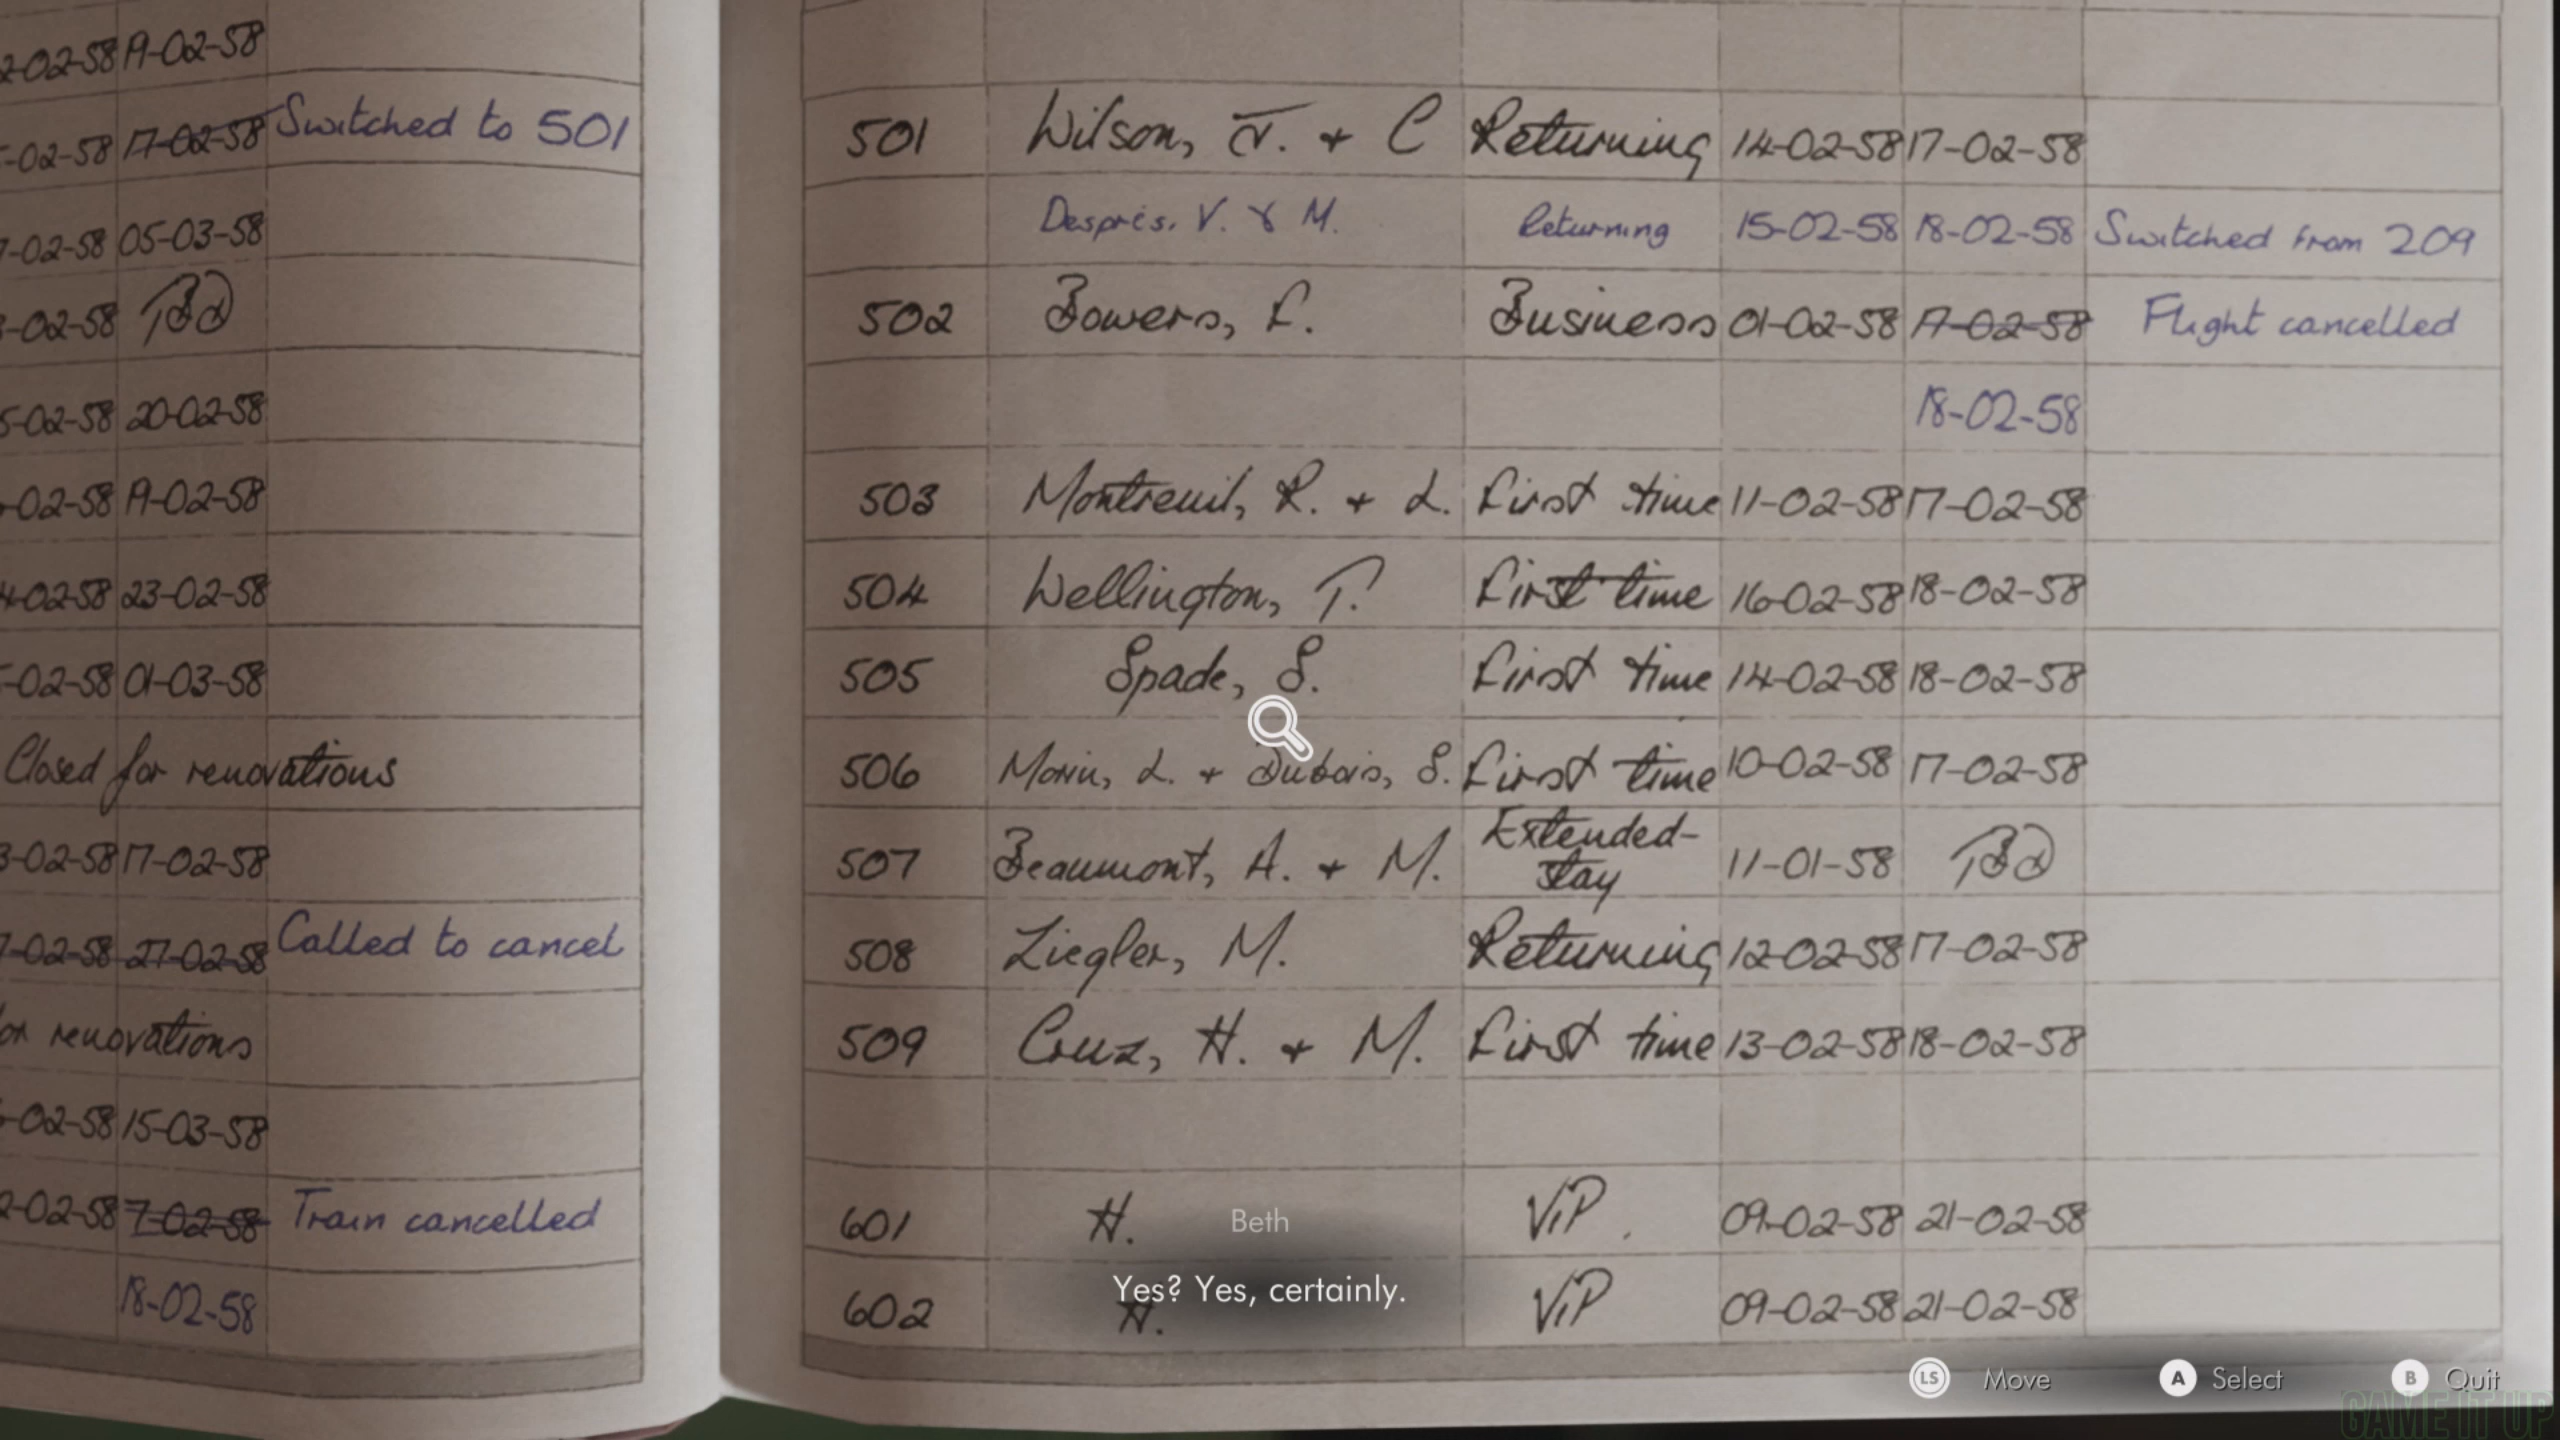 2-02-58 19-02-58
-02-58 17-02-58 Switched to 501
7-02-58 05-03-58
-02-58 TBD
5-02-58 20-02-58
-02-58 19-02-58
4-02-58 23-02-58
-02-58 01-03-58
Closed for renovations
3-02-58 17-02-58
7-02-58 27-02-58 Called to cancel
or renovations
-02-58 15-03-58
2-02-58 7-02-58 Train cancelled
18-02-58
501 Wilson, J. + C Returning 14-02-58 17-02-58
Després, V. & M. Returning 15-02-58 18-02-58 Switched from 209
502 Bowers, F. Business 01-02-58 17-02-58 Flight cancelled
18-02-58
503 Montreuil, R. + L. First time 11-02-58 17-02-58
504 Wellington, T. First time 16-02-58 18-02-58
505 Spade, S. First time 14-02-58 18-02-58
506 Morin, L. + Dubois, S. First time 10-02-58 17-02-58
507 Beaumont, A. + M. Extended-
stay 11-01-58 TBD
508 Ziegler, M. Returning 12-02-58 17-02-58
509 Cruz, H. + M. First time 13-02-58 18-02-58
601 H. VIP. 09-02-58 21-02-58
602 H. VIP 09-02-58 21-02-58
Beth
Yes? Yes, certainly.
LS Move A Select B Quit
GAME IT UP